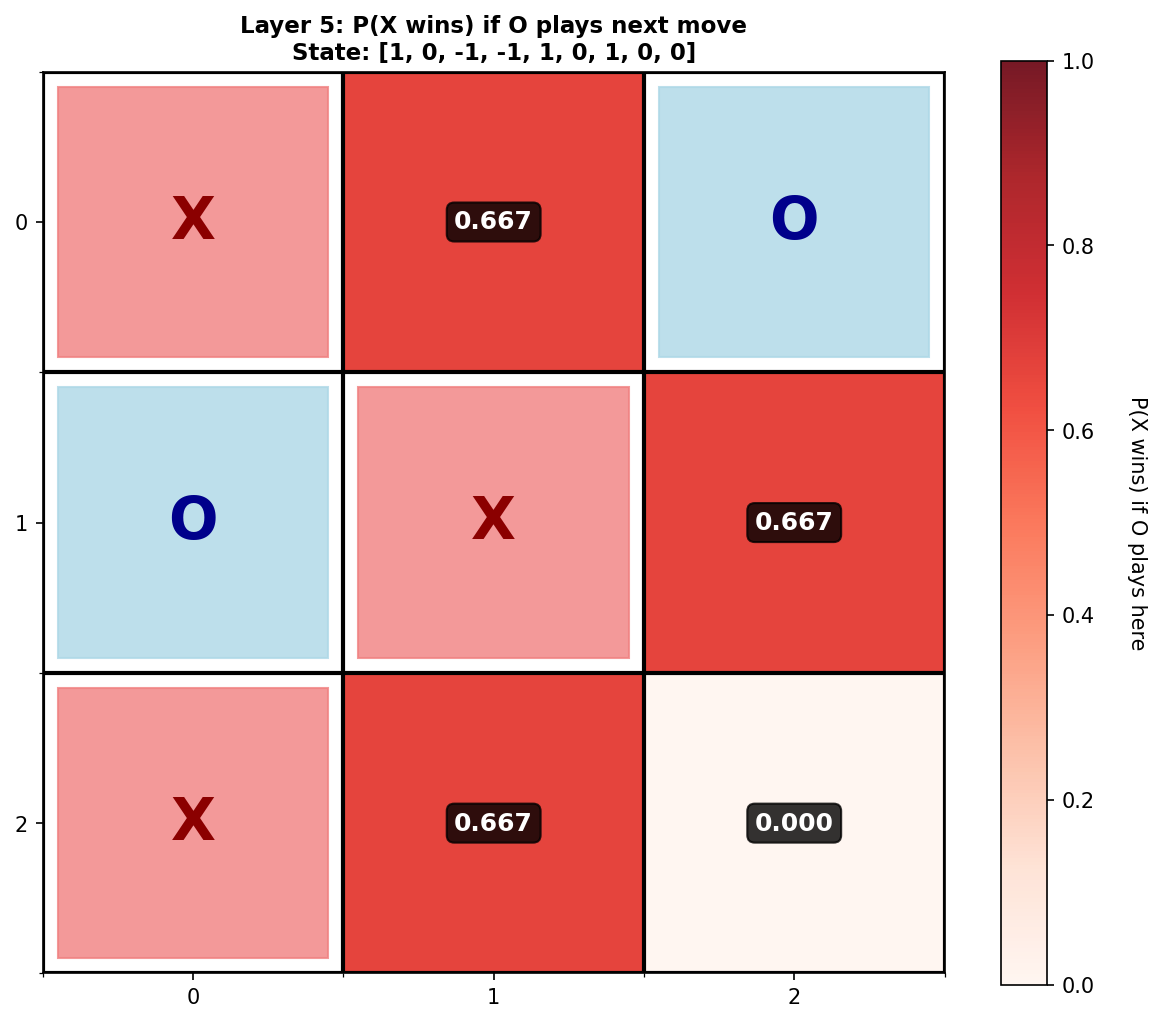 Layer 5: P(X wins) if O plays next move
State: [1, 0, -1, -1, 1, 0, 1, 0, 0]
0
X
0.667
O
1
O
X
0.667
2
X
0.667
0.000
0
1
2
1.0
0.8
0.6
0.4
0.2
0.0
P(X wins) if O plays here